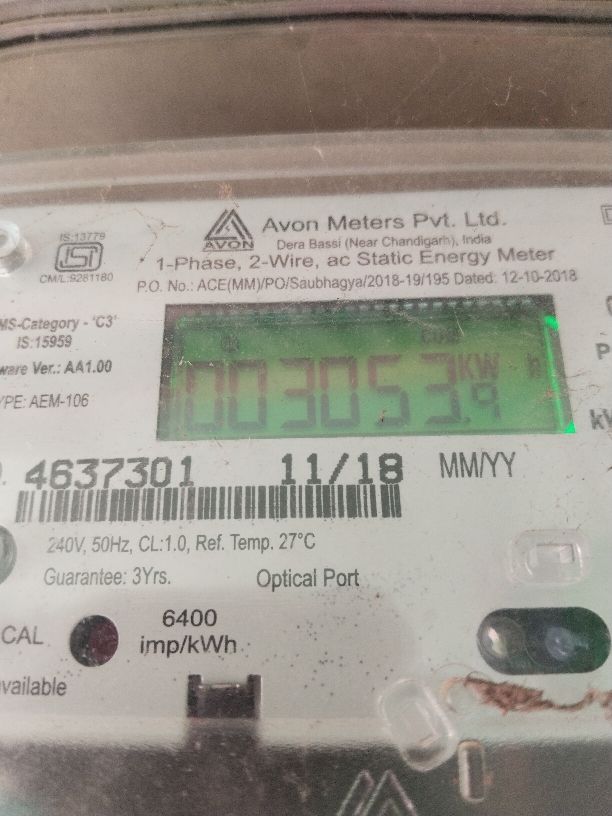 IS:13779
ISI
CM/L:9281180
AVON
Avon Meters Pvt. Ltd.
Dera Bassi (Near Chandigarh), India
1-Phase, 2-Wire, ac Static Energy Meter
P.O. No.: ACE(MM)/PO/Saubhagya/2018-19/195 Dated: 12-10-2018
MS-Category - 'C3'
IS:15959
ware Ver.: AA1.00
YPE: AEM-106
003053.9 KW h
4637301 11/18 MM/YY
240V, 50Hz, CL:1.0, Ref. Temp. 27°C
Guarantee: 3Yrs. Optical Port
CAL
6400
imp/kWh
vailable